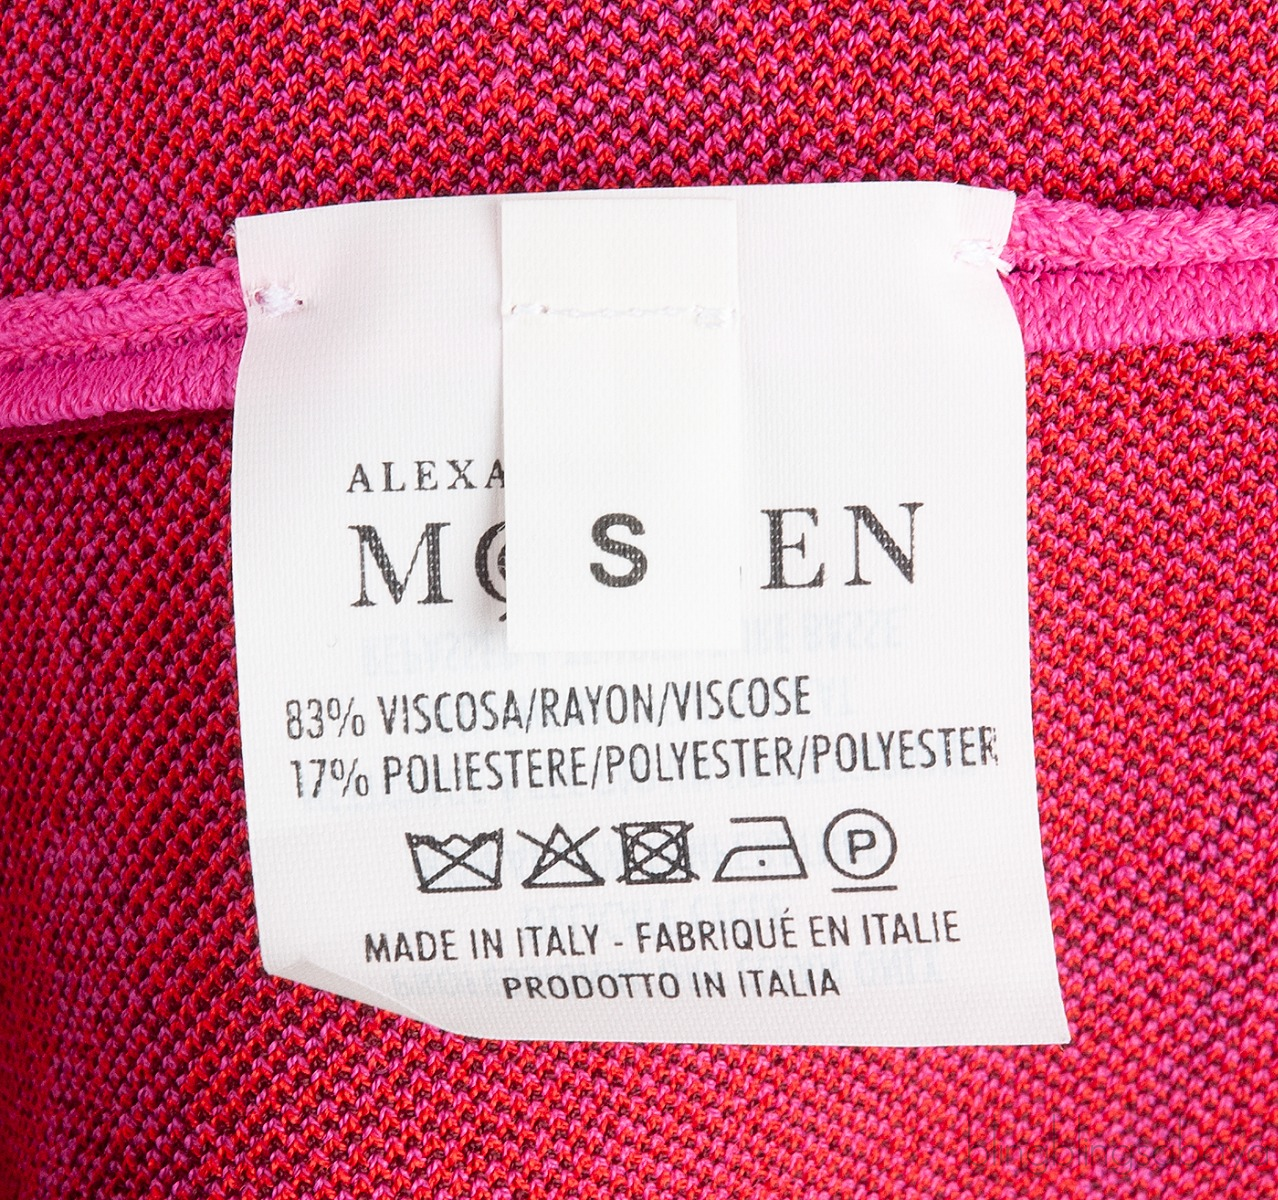 ALEXA
MQ S EN
83% VISCOSA/RAYON/VISCOSE
17% POLIESTERE/POLYESTER/POLYESTER
P
MADE IN ITALY - FABRIQUÉ EN ITALIE
PRODOTTO IN ITALIA